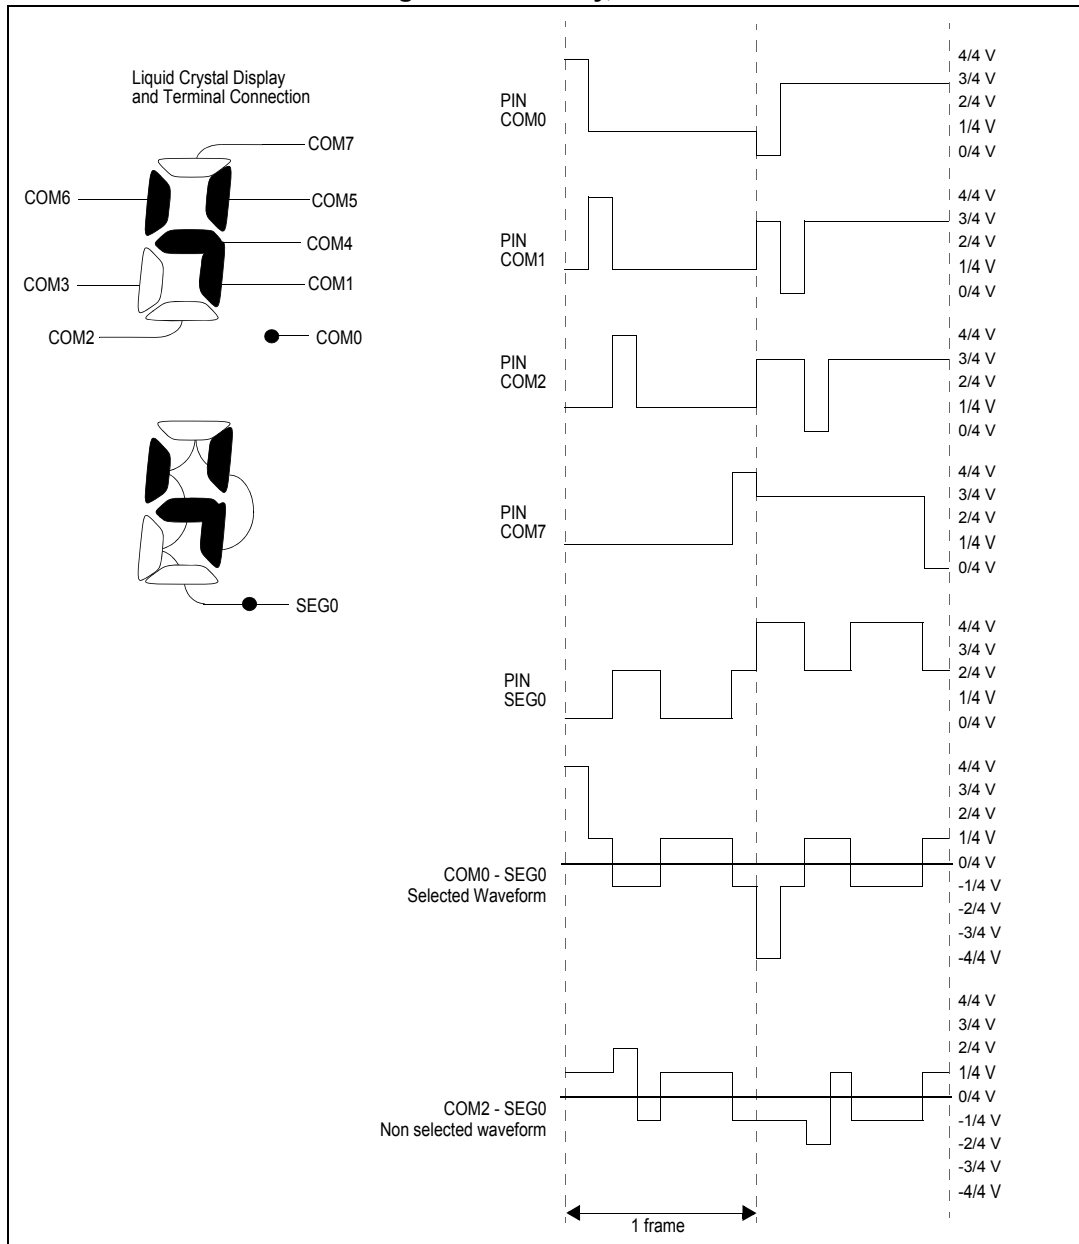 Liquid Crystal Display
and Terminal Connection
COM7
COM6
COM5
COM4
COM3
COM1
COM2
COM0
SEG0
PIN
COM0
4/4 V
3/4 V
2/4 V
1/4 V
0/4 V
PIN
COM1
4/4 V
3/4 V
2/4 V
1/4 V
0/4 V
PIN
COM2
4/4 V
3/4 V
2/4 V
1/4 V
0/4 V
PIN
COM7
4/4 V
3/4 V
2/4 V
1/4 V
0/4 V
PIN
SEG0
4/4 V
3/4 V
2/4 V
1/4 V
0/4 V
COM0 - SEG0
Selected Waveform
4/4 V
3/4 V
2/4 V
1/4 V
0/4 V
-1/4 V
-2/4 V
-3/4 V
-4/4 V
COM2 - SEG0
Non selected waveform
4/4 V
3/4 V
2/4 V
1/4 V
0/4 V
-1/4 V
-2/4 V
-3/4 V
-4/4 V
1 frame